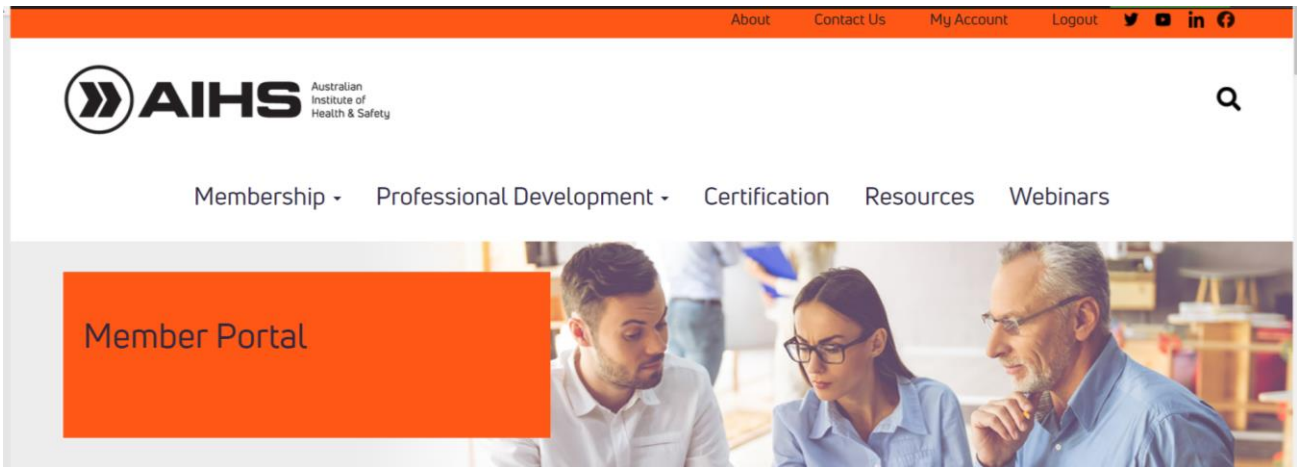 About Contact Us My Account Logout
AIHS
Australian
Institute of
Health & Safety
Membership Professional Development Certification Resources Webinars
Member Portal